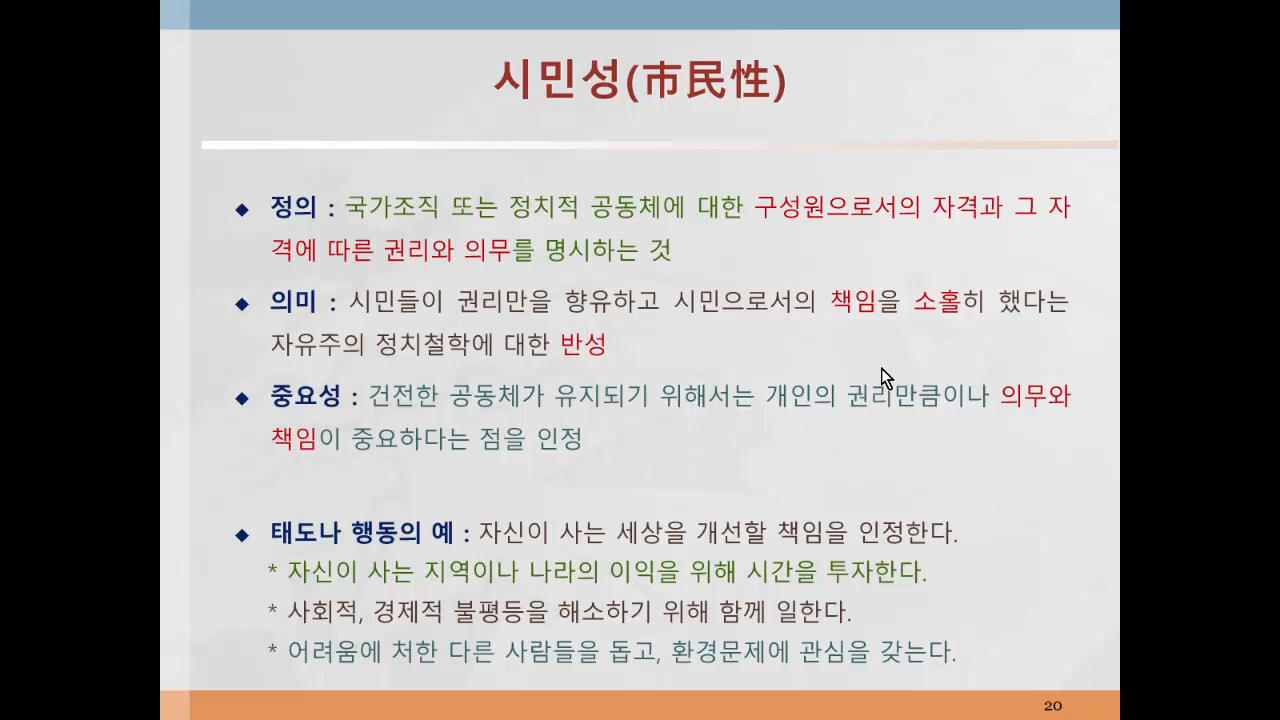 시민성(市民性)
◆ 정의 : 국가조직 또는 정치적 공동체에 대한 구성원으로서의 자격과 그 자
격에 따른 권리와 의무를 명시하는 것
◆ 의미 : 시민들이 권리만을 향유하고 시민으로서의 책임을 소홀히 했다는
자유주의 정치철학에 대한 반성
◆ 중요성 : 건전한 공동체가 유지되기 위해서는 개인의 권리만큼이나 의무와
책임이 중요하다는 점을 인정
◆ 태도나 행동의 예 : 자신이 사는 세상을 개선할 책임을 인정한다.
* 자신이 사는 지역이나 나라의 이익을 위해 시간을 투자한다.
* 사회적, 경제적 불평등을 해소하기 위해 함께 일한다.
* 어려움에 처한 다른 사람들을 돕고, 환경문제에 관심을 갖는다.
20